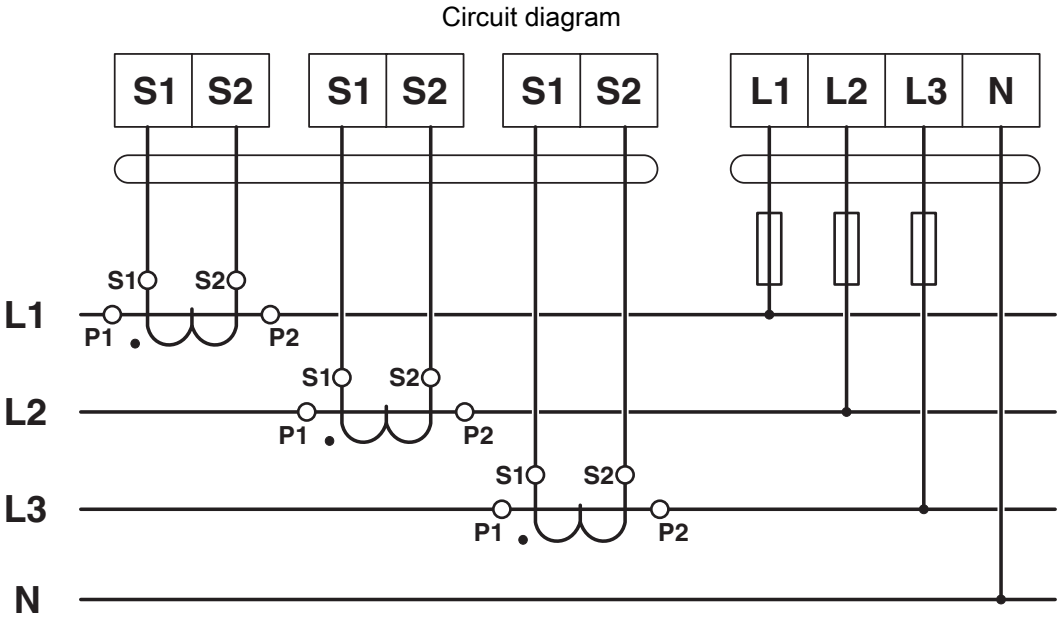 Circuit diagram
S1 S2 S1 S2 S1 S2 L1 L2 L3 N
S1 S2
L1
P1 P2
S1 S2
L2
P1 P2
S1 S2
L3
P1 P2
N